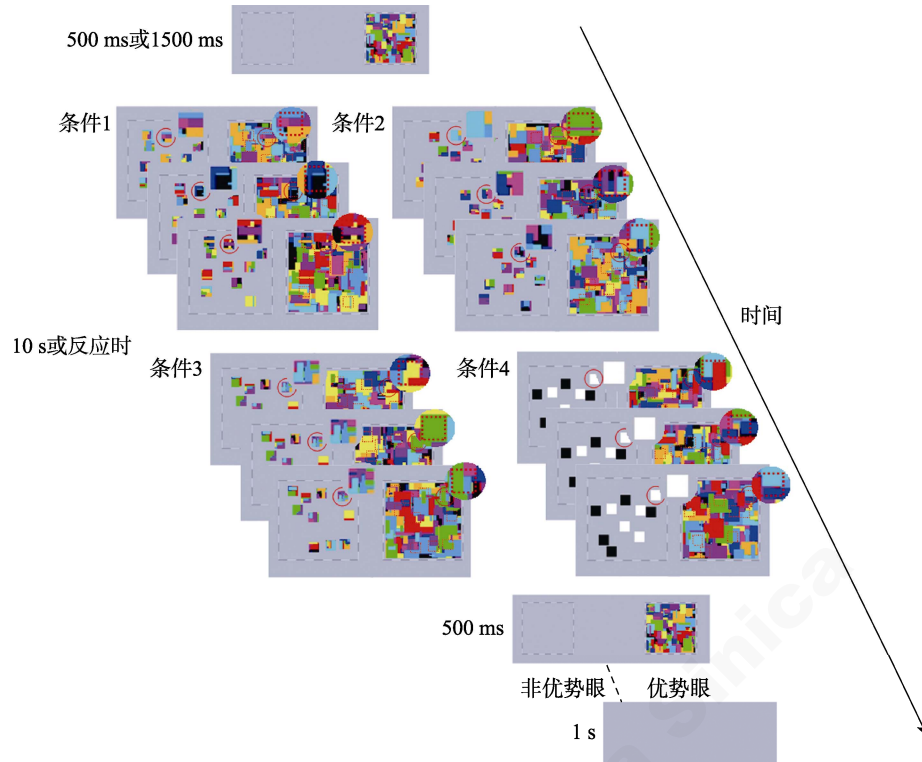 500 ms或1500 ms
条件1
条件2
时间
10 s或反应时
条件3
条件4
500 ms
非优势眼
优势眼
1 s
sinica